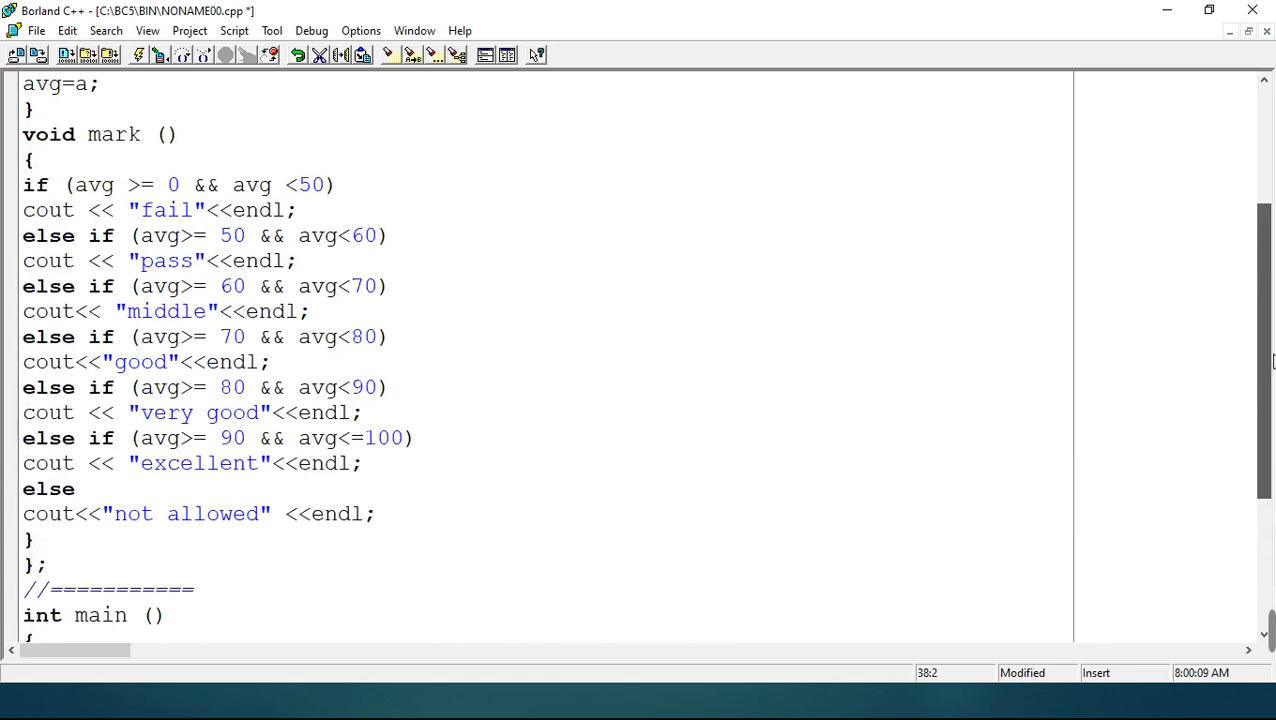 Borland C++ - [C:\BC5\BIN\NONAME00.cpp *]
File Edit Search View Project Script Tool Debug Options Window Help
avg=a;
}
void mark ()
{
if (avg >= 0 && avg <50)
cout << "fail"<<endl;
else if (avg>= 50 && avg<60)
cout << "pass"<<endl;
else if (avg>= 60 && avg<70)
cout<< "middle"<<endl;
else if (avg>= 70 && avg<80)
cout<<"good"<<endl;
else if (avg>= 80 && avg<90)
cout << "very good"<<endl;
else if (avg>= 90 && avg<=100)
cout << "excellent"<<endl;
else
cout<<"not allowed" <<endl;
}
};
//===========
int main ()
{
38:2 Modified Insert 8:00:09 AM